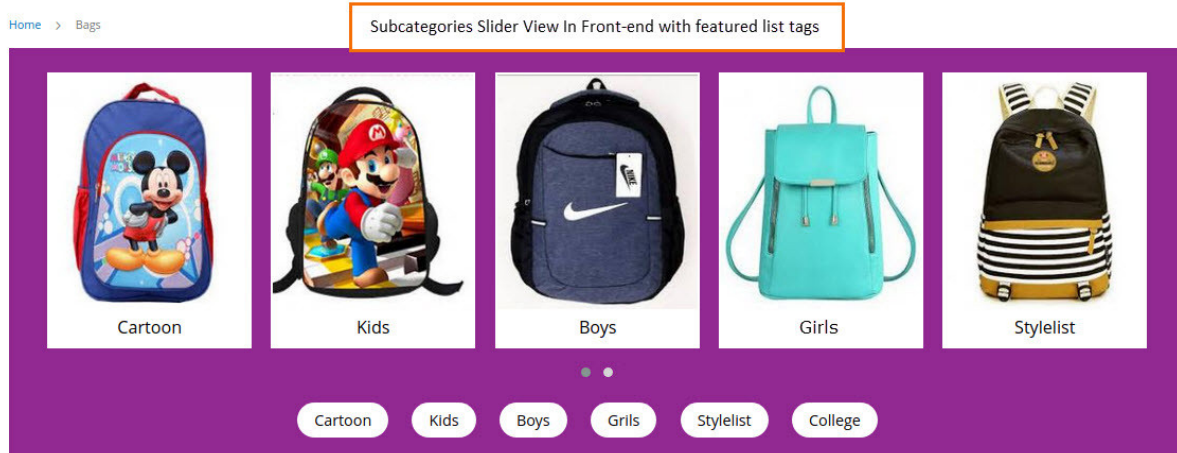 Home > Bags
Subcategories Slider View In Front-end with featured list tags
M
NIKE
Cartoon
Kids
Boys
Girls
Stylelist
Cartoon
Kids
Boys
Grils
Stylelist
College